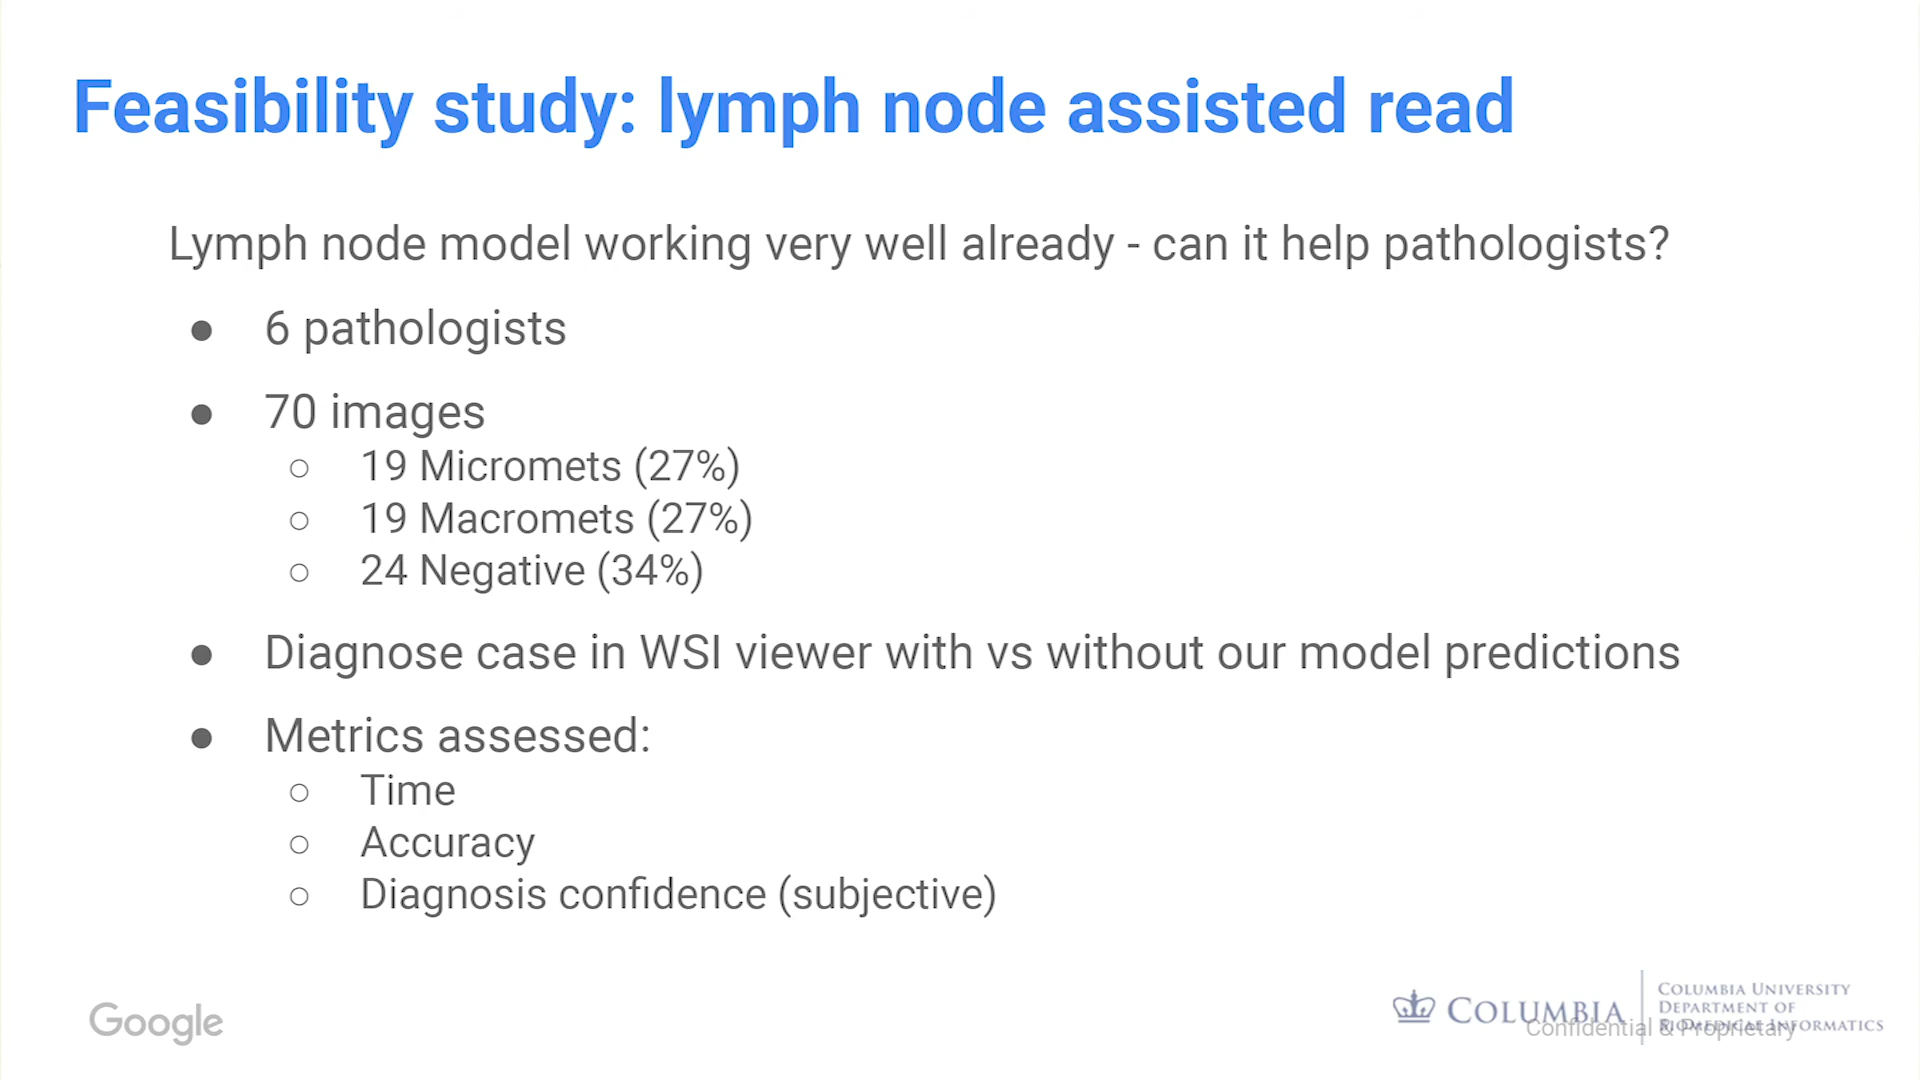 Feasibility study: lymph node assisted read
Lymph node model working very well already - can it help pathologists?
● 6 pathologists
● 70 images
○ 19 Micromets (27%)
○ 19 Macromets (27%)
○ 24 Negative (34%)
● Diagnose case in WSI viewer with vs without our model predictions
● Metrics assessed:
○ Time
○ Accuracy
○ Diagnosis confidence (subjective)
Google
COLUMBIA
COLUMBIA UNIVERSITY
DEPARTMENT OF
BIOMEDICAL INFORMATICS
Confidential & Proprietary